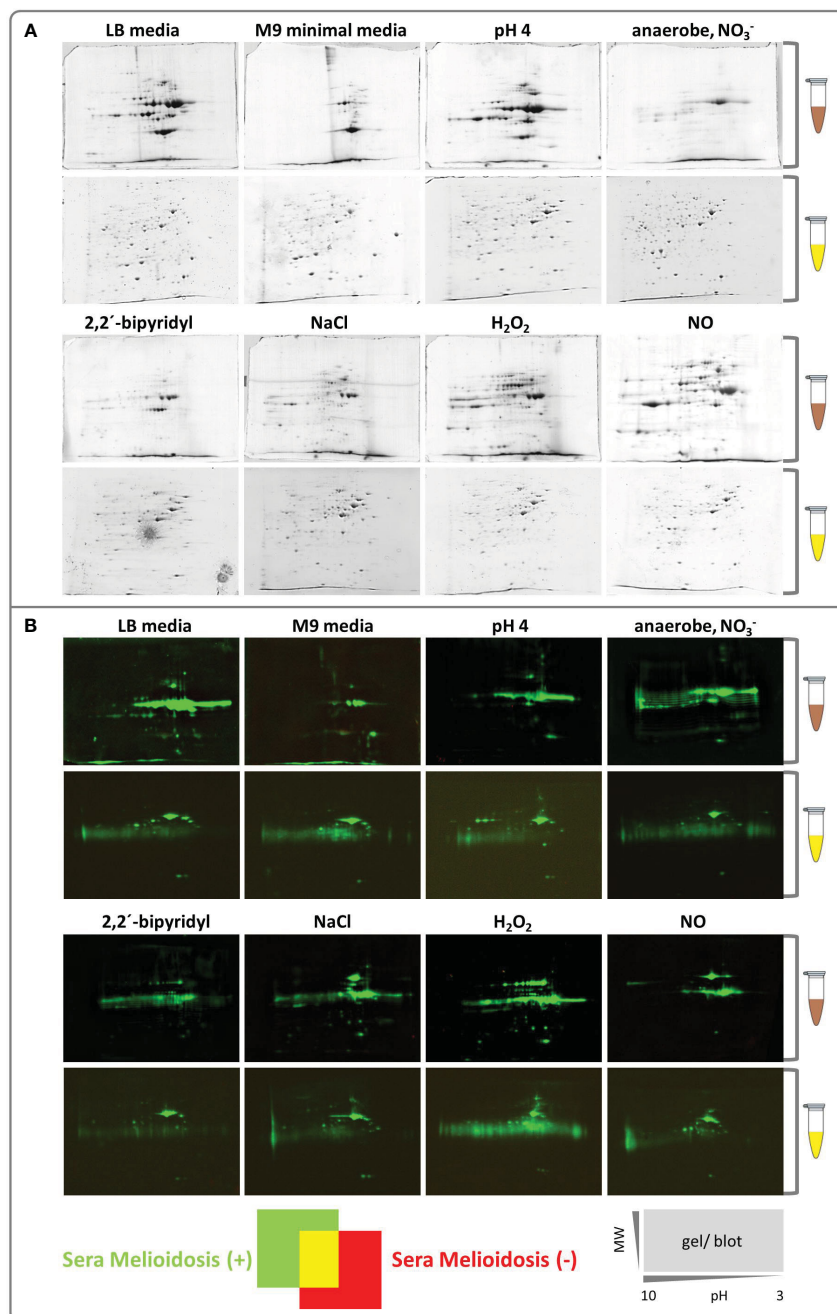 A
LB media M9 minimal media pH 4 anaerobe, NO₃⁻
2,2´-bipyridyl NaCl H₂O₂ NO
B
LB media M9 media pH 4 anaerobe, NO₃⁻
2,2´-bipyridyl NaCl H₂O₂ NO
Sera Melioidosis (+) Sera Melioidosis (-)
MW gel/ blot
10 pH 3